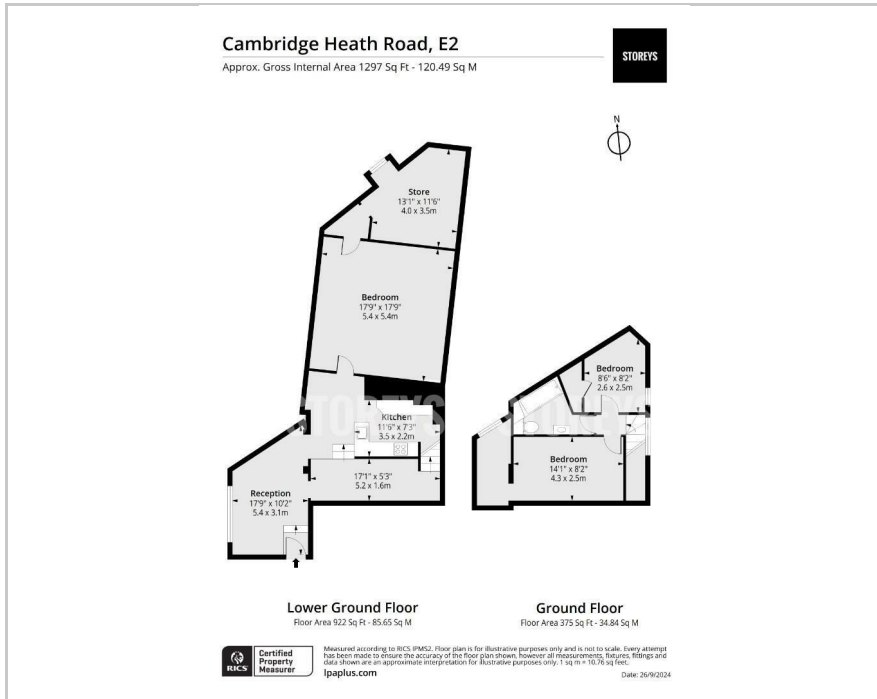 Cambridge Heath Road, E2
Approx. Gross Internal Area 1297 Sq Ft - 120.49 Sq M
STOREYS
N
Store
13'1" x 11'6"
4.0 x 3.5m
Bedroom
17'9" x 17'9"
5.4 x 5.4m
Bedroom
8'6" x 8'2"
2.6 x 2.5m
STOREYS STOREYS
Kitchen
11'6" x 7'3"
3.5 x 2.2m
Bedroom
14'1" x 8'2"
4.3 x 2.5m
17'1" x 5'3"
5.2 x 1.6m
Reception
17'9" x 10'2"
5.4 x 3.1m
Lower Ground Floor
Floor Area 922 Sq Ft - 85.65 Sq M
Ground Floor
Floor Area 375 Sq Ft - 34.84 Sq M
RICS
Certified
Property
Measurer
Measured according to RICS IPMS2. Floor plan is for illustrative purposes only and is not to scale. Every attempt
has been made to ensure the accuracy of the floor plan shown, however all measurements, fixtures, fittings and
data shown are an approximate interpretation for illustrative purposes only. 1 sq m = 10.76 sq feet.
lpaplus.com
Date: 26/9/2024